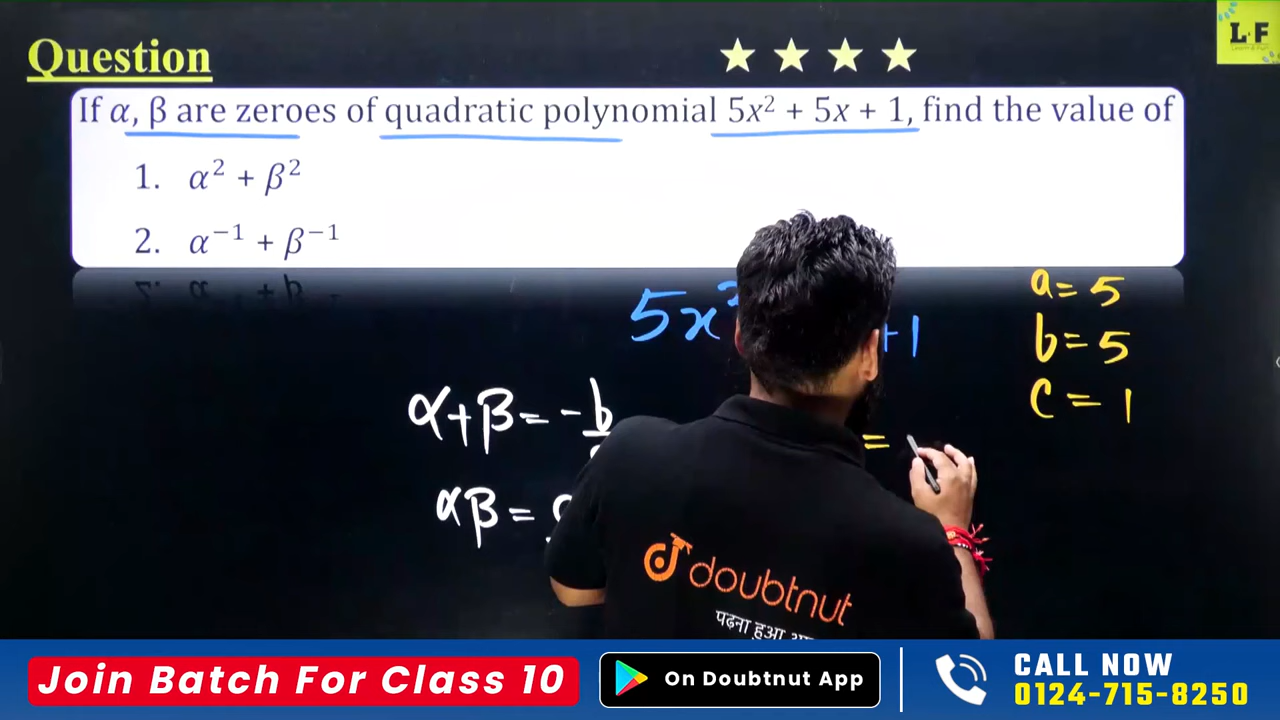 Question
L·F
If α, β are zeroes of quadratic polynomial 5x² + 5x + 1, find the value of
1. α² + β²
2. α⁻¹ + β⁻¹
a = 5
5x² +1
b = 5
c = 1
α+β = -b
=
αβ =
doubtnut
पढ़ना हुआ
Join Batch For Class 10
On Doubtnut App
CALL NOW
0124-715-8250